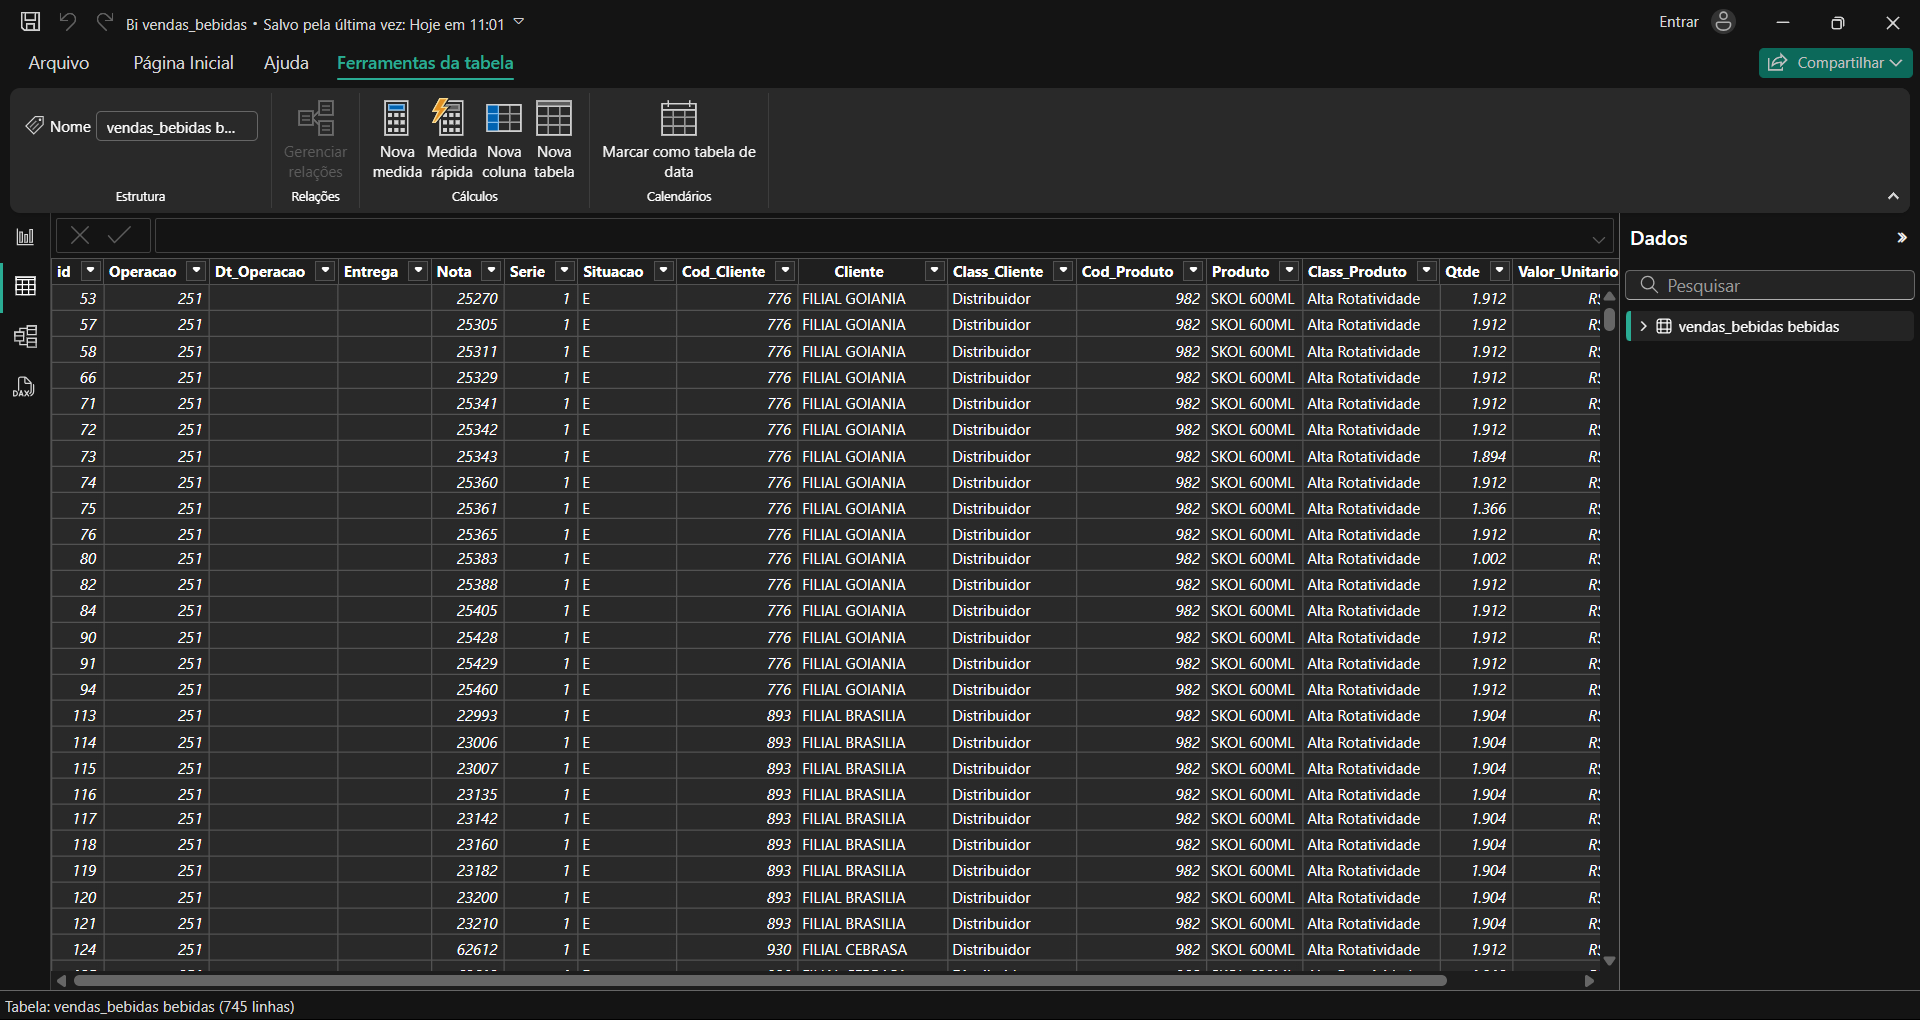 Bi vendas_bebidas • Salvo pela última vez: Hoje em 11:01
Entrar
Arquivo Página Inicial Ajuda Ferramentas da tabela
Compartilhar
Nome vendas_bebidas b...
Gerenciar relações
Nova medida
Medida rápida
Nova coluna
Nova tabela
Marcar como tabela de data
Estrutura Relações Cálculos Calendários
Dados
Pesquisar
vendas_bebidas bebidas
id Operacao Dt_Operacao Entrega Nota Serie Situacao Cod_Cliente Cliente Class_Cliente Cod_Produto Produto Class_Produto Qtde Valor_Unitario
53 251 25270 1 E 776 FILIAL GOIANIA Distribuidor 982 SKOL 600ML Alta Rotatividade 1.912
57 251 25305 1 E 776 FILIAL GOIANIA Distribuidor 982 SKOL 600ML Alta Rotatividade 1.912
58 251 25311 1 E 776 FILIAL GOIANIA Distribuidor 982 SKOL 600ML Alta Rotatividade 1.912
66 251 25329 1 E 776 FILIAL GOIANIA Distribuidor 982 SKOL 600ML Alta Rotatividade 1.912
71 251 25341 1 E 776 FILIAL GOIANIA Distribuidor 982 SKOL 600ML Alta Rotatividade 1.912
72 251 25342 1 E 776 FILIAL GOIANIA Distribuidor 982 SKOL 600ML Alta Rotatividade 1.912
73 251 25343 1 E 776 FILIAL GOIANIA Distribuidor 982 SKOL 600ML Alta Rotatividade 1.894
74 251 25360 1 E 776 FILIAL GOIANIA Distribuidor 982 SKOL 600ML Alta Rotatividade 1.912
75 251 25361 1 E 776 FILIAL GOIANIA Distribuidor 982 SKOL 600ML Alta Rotatividade 1.366
76 251 25365 1 E 776 FILIAL GOIANIA Distribuidor 982 SKOL 600ML Alta Rotatividade 1.912
80 251 25383 1 E 776 FILIAL GOIANIA Distribuidor 982 SKOL 600ML Alta Rotatividade 1.002
82 251 25388 1 E 776 FILIAL GOIANIA Distribuidor 982 SKOL 600ML Alta Rotatividade 1.912
84 251 25405 1 E 776 FILIAL GOIANIA Distribuidor 982 SKOL 600ML Alta Rotatividade 1.912
90 251 25428 1 E 776 FILIAL GOIANIA Distribuidor 982 SKOL 600ML Alta Rotatividade 1.912
91 251 25429 1 E 776 FILIAL GOIANIA Distribuidor 982 SKOL 600ML Alta Rotatividade 1.912
94 251 25460 1 E 776 FILIAL GOIANIA Distribuidor 982 SKOL 600ML Alta Rotatividade 1.912
113 251 22993 1 E 893 FILIAL BRASILIA Distribuidor 982 SKOL 600ML Alta Rotatividade 1.904
114 251 23006 1 E 893 FILIAL BRASILIA Distribuidor 982 SKOL 600ML Alta Rotatividade 1.904
115 251 23007 1 E 893 FILIAL BRASILIA Distribuidor 982 SKOL 600ML Alta Rotatividade 1.904
116 251 23135 1 E 893 FILIAL BRASILIA Distribuidor 982 SKOL 600ML Alta Rotatividade 1.904
117 251 23142 1 E 893 FILIAL BRASILIA Distribuidor 982 SKOL 600ML Alta Rotatividade 1.904
118 251 23160 1 E 893 FILIAL BRASILIA Distribuidor 982 SKOL 600ML Alta Rotatividade 1.904
119 251 23182 1 E 893 FILIAL BRASILIA Distribuidor 982 SKOL 600ML Alta Rotatividade 1.904
120 251 23200 1 E 893 FILIAL BRASILIA Distribuidor 982 SKOL 600ML Alta Rotatividade 1.904
121 251 23210 1 E 893 FILIAL BRASILIA Distribuidor 982 SKOL 600ML Alta Rotatividade 1.904
124 251 62612 1 E 930 FILIAL CEBRASA Distribuidor 982 SKOL 600ML Alta Rotatividade 1.912
DAX
Tabela: vendas_bebidas bebidas (745 linhas)